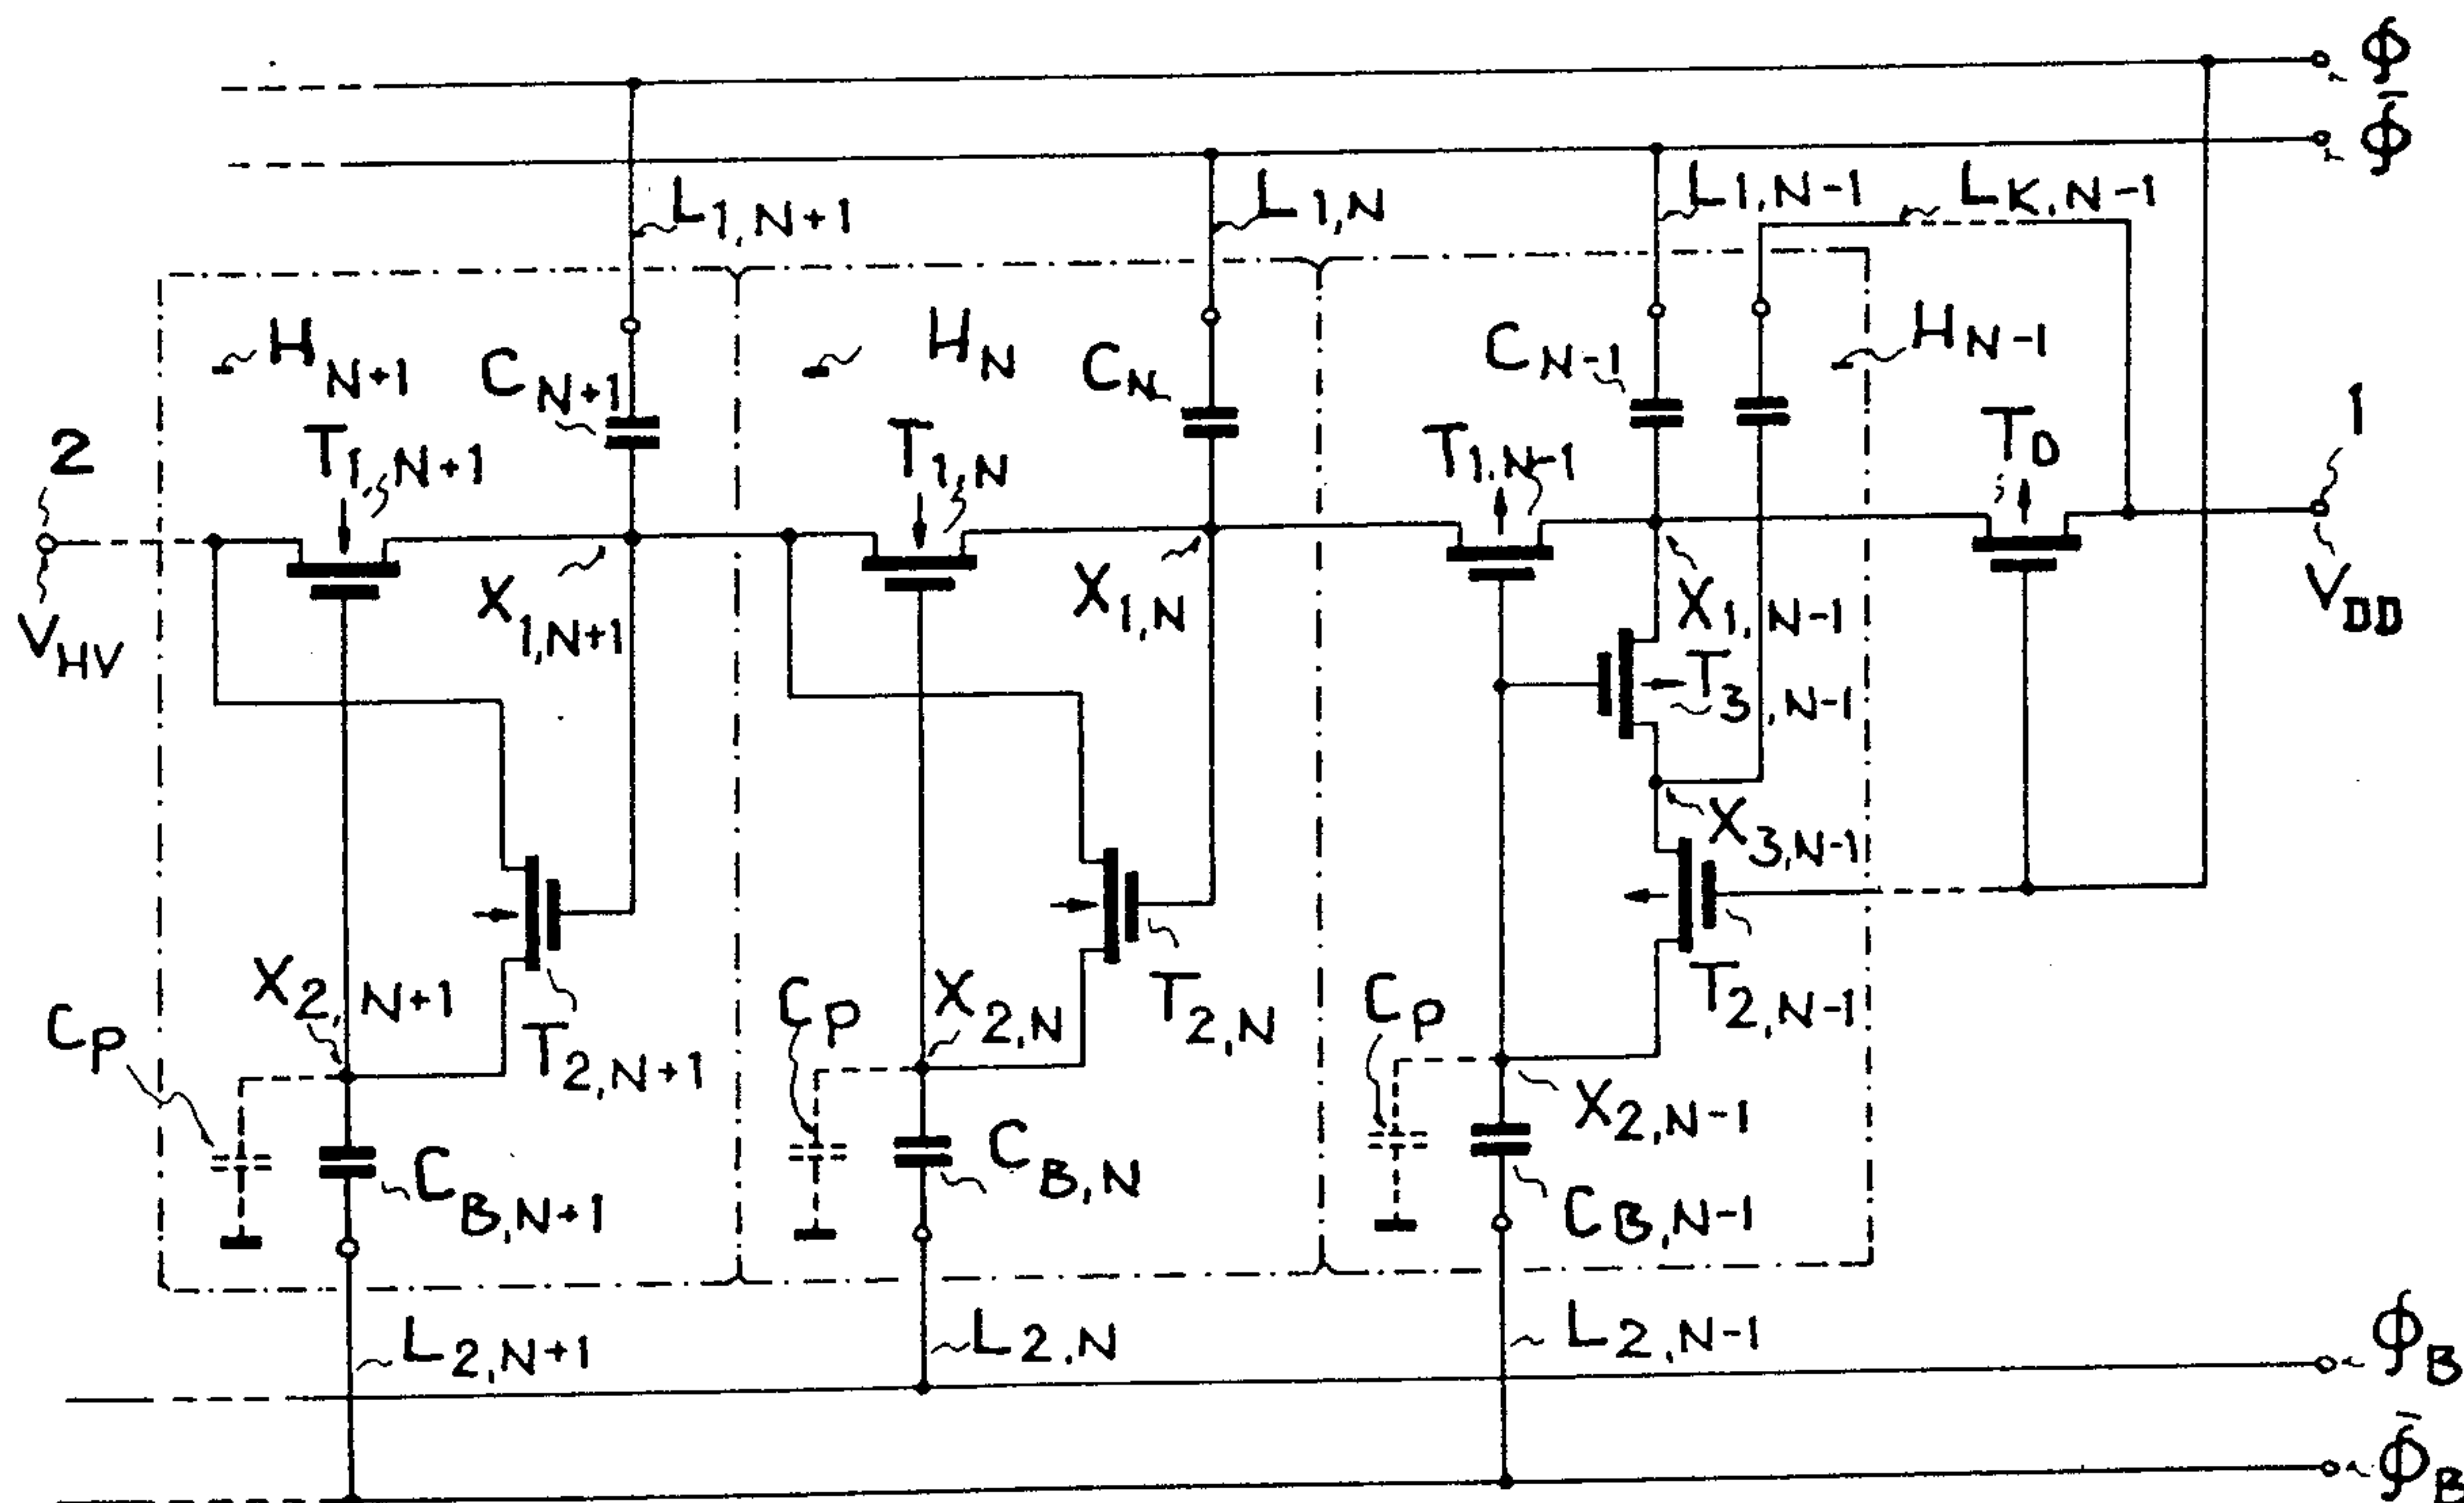 ϕ
ϕ̄
L1,N+1
L1,N
L1,N-1
LK,N-1
HN+1
HN
HN-1
CN+1
CN
CN-1
1
2
T1,N+1
T1,N
T1,N-1
TD
VHV
X1,N+1
X1,N
X1,N-1
VDD
T3,N-1
X3,N-1
X2,N+1
X2,N
T2,N+1
T2,N
T2,N-1
CP
CP
CP
X2,N-1
CB,N+1
CB,N
CB,N-1
L2,N+1
L2,N
L2,N-1
ϕB
ϕ̄B